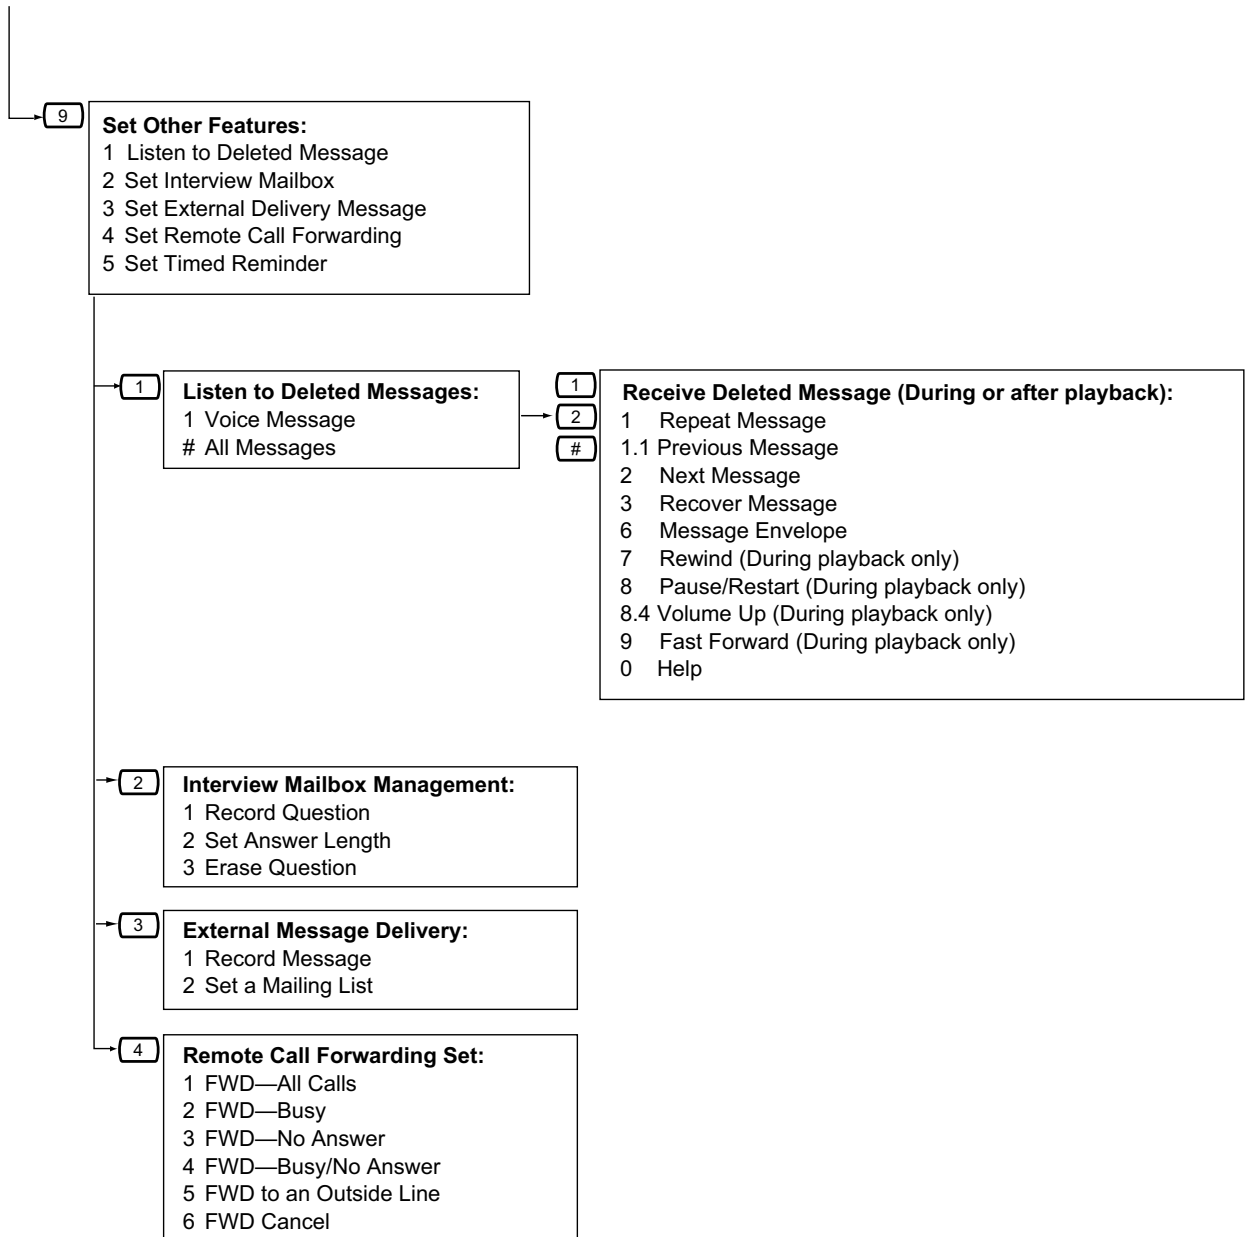 9
Set Other Features:
1 Listen to Deleted Message
2 Set Interview Mailbox
3 Set External Delivery Message
4 Set Remote Call Forwarding
5 Set Timed Reminder
1
Listen to Deleted Messages:
1 Voice Message
# All Messages
1
2
#
Receive Deleted Message (During or after playback):
1 Repeat Message
1.1 Previous Message
2 Next Message
3 Recover Message
6 Message Envelope
7 Rewind (During playback only)
8 Pause/Restart (During playback only)
8.4 Volume Up (During playback only)
9 Fast Forward (During playback only)
0 Help
2
Interview Mailbox Management:
1 Record Question
2 Set Answer Length
3 Erase Question
3
External Message Delivery:
1 Record Message
2 Set a Mailing List
4
Remote Call Forwarding Set:
1 FWD—All Calls
2 FWD—Busy
3 FWD—No Answer
4 FWD—Busy/No Answer
5 FWD to an Outside Line
6 FWD Cancel